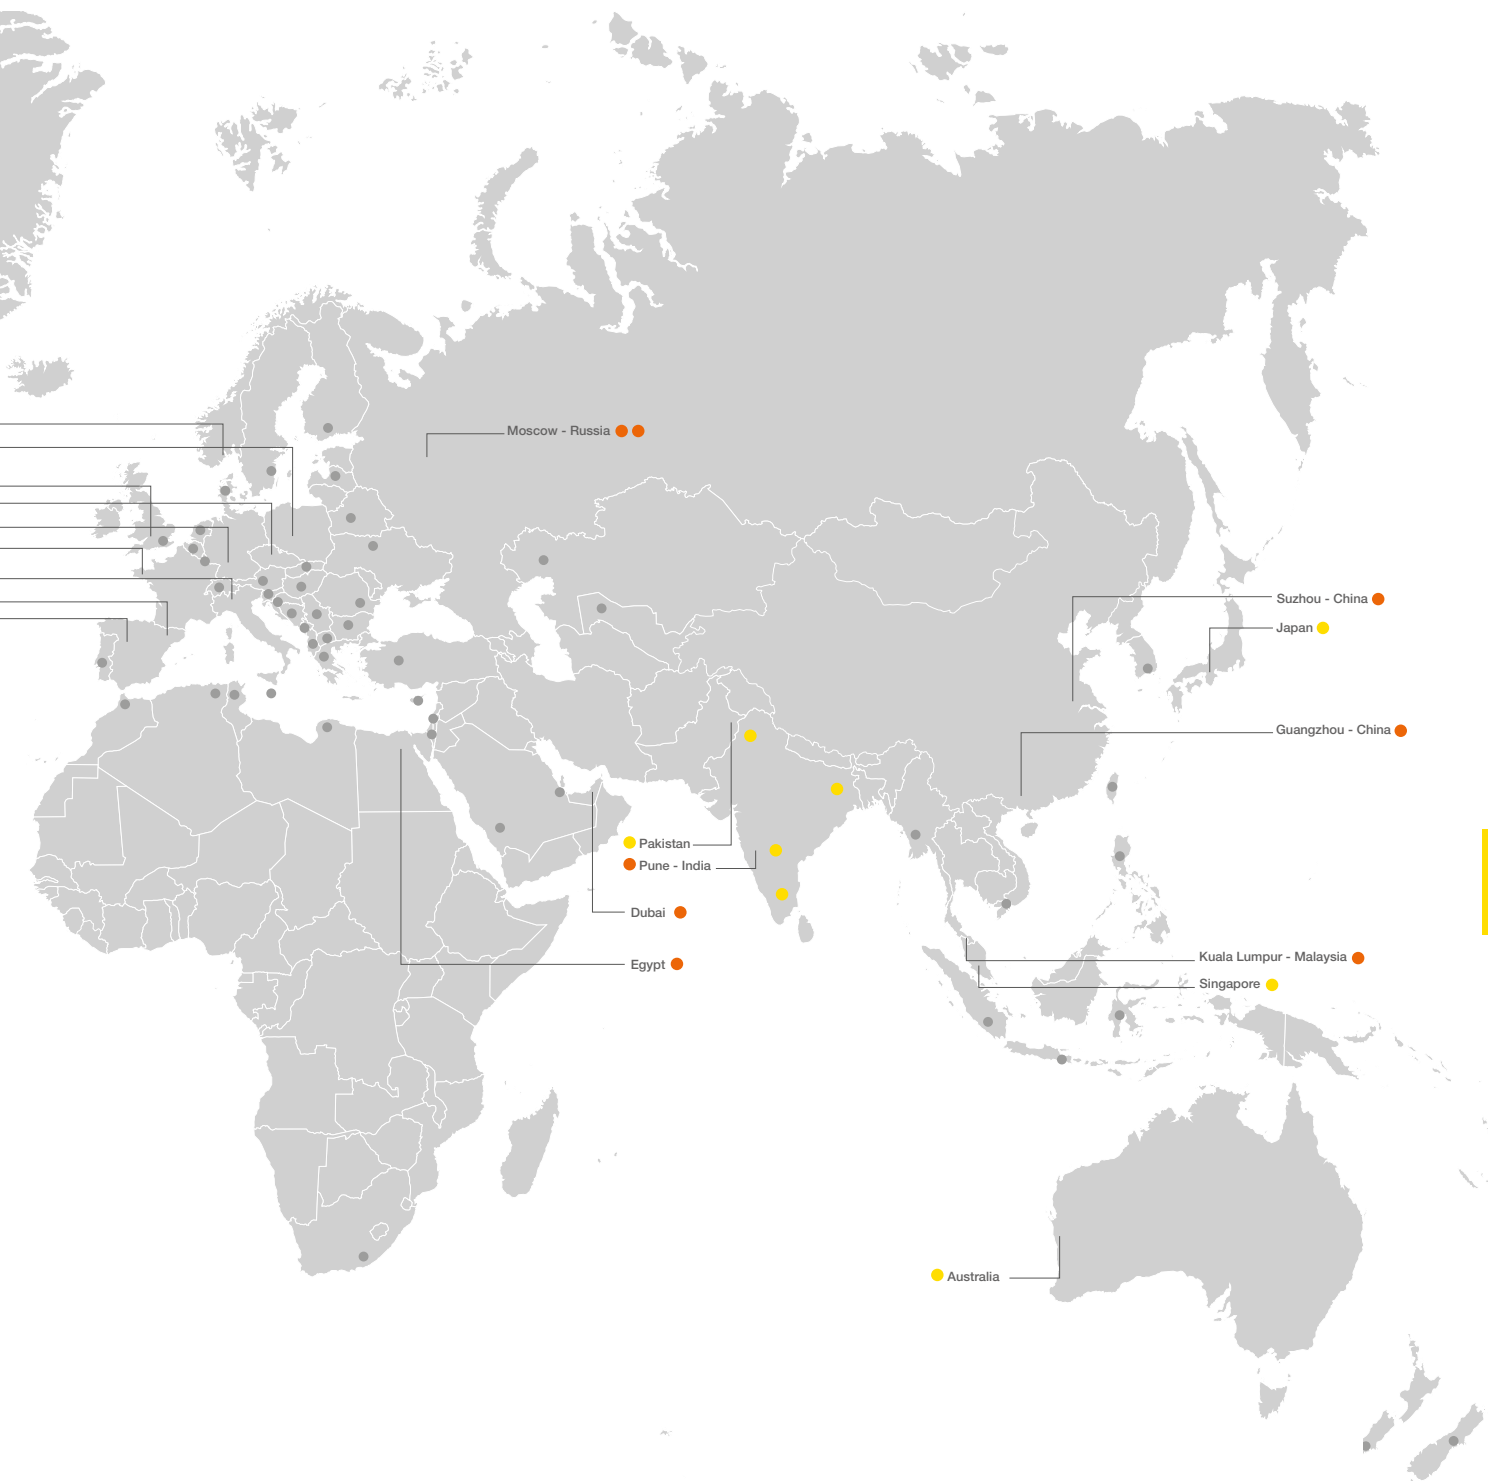 Moscow - Russia
Suzhou - China
Japan
Guangzhou - China
Pakistan
Pune - India
Dubai
Egypt
Kuala Lumpur - Malaysia
Singapore
Australia